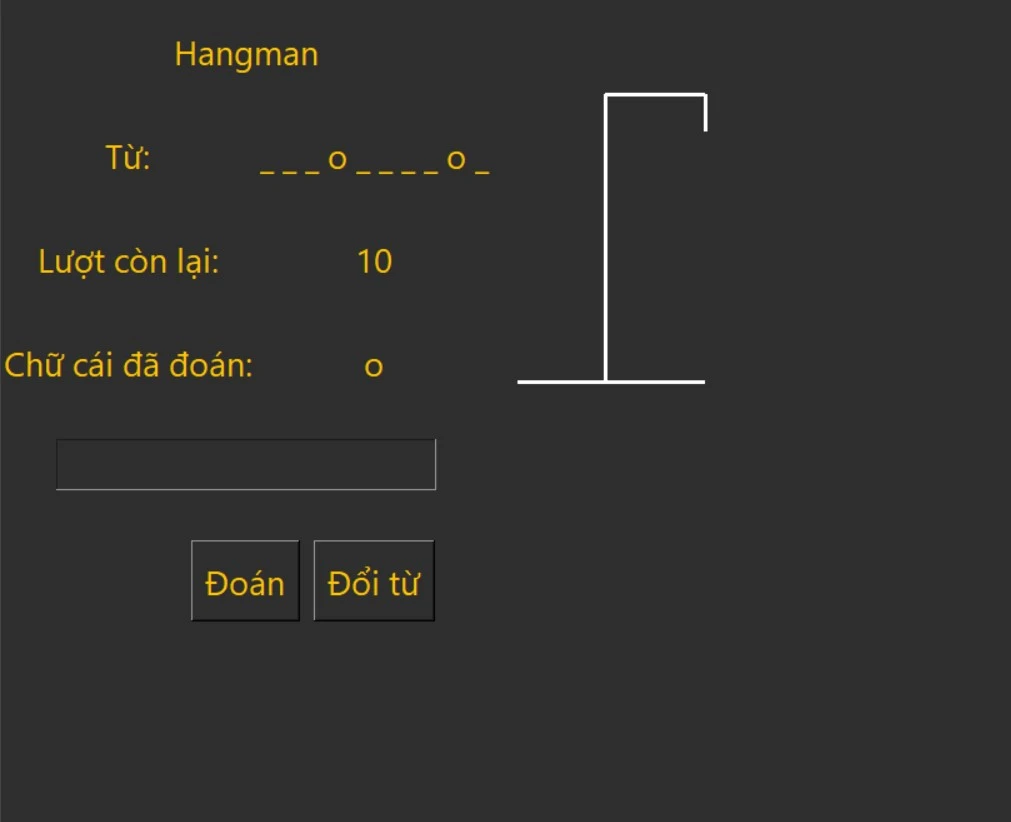 Hangman
Từ: _ _ _ o _ _ _ _ o _
Lượt còn lại: 10
Chữ cái đã đoán: o
Đoán Đổi từ